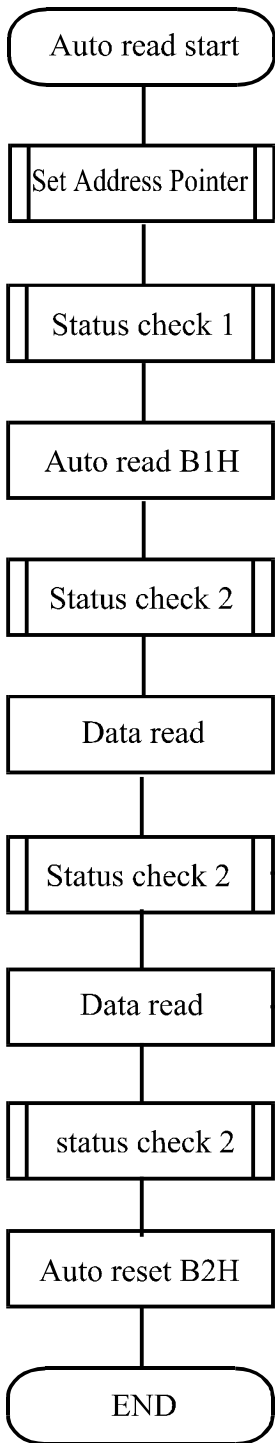 Auto read start
Set Address Pointer
Status check 1
Auto read B1H
Status check 2
Data read
Status check 2
Data read
status check 2
Auto reset B2H
END